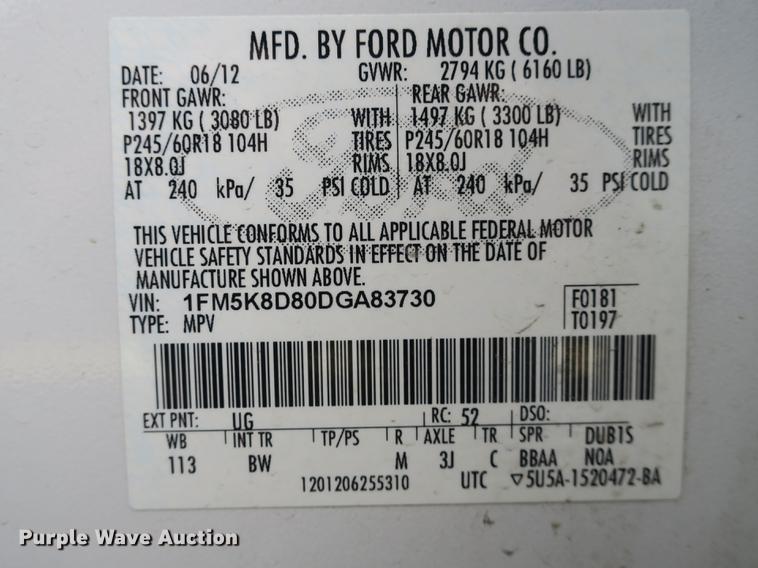 MFD. BY FORD MOTOR CO.
DATE: 06/12 GVWR: 2794 KG ( 6160 LB)
FRONT GAWR: REAR GAWR:
1397 KG ( 3080 LB) WITH 1497 KG ( 3300 LB) WITH
P245/60R18 104H TIRES P245/60R18 104H TIRES
18X8.0J RIMS 18X8.0J RIMS
AT 240 kPa/ 35 PSI COLD AT 240 kPa/ 35 PSI COLD
Ford
THIS VEHICLE CONFORMS TO ALL APPLICABLE FEDERAL MOTOR
VEHICLE SAFETY STANDARDS IN EFFECT ON THE DATE OF
MANUFACTURE SHOWN ABOVE.
VIN: 1FM5K8D80DGA83730 F0181
TYPE: MPV T0197
EXT PNT: UG RC: 52 DSO:
WB INT TR TP/PS R AXLE TR SPR DUB1S
113 BW M 3J C BBAA NOA
1201206255310 UTC ▽5U5A-1520472-BA
Purple Wave Auction